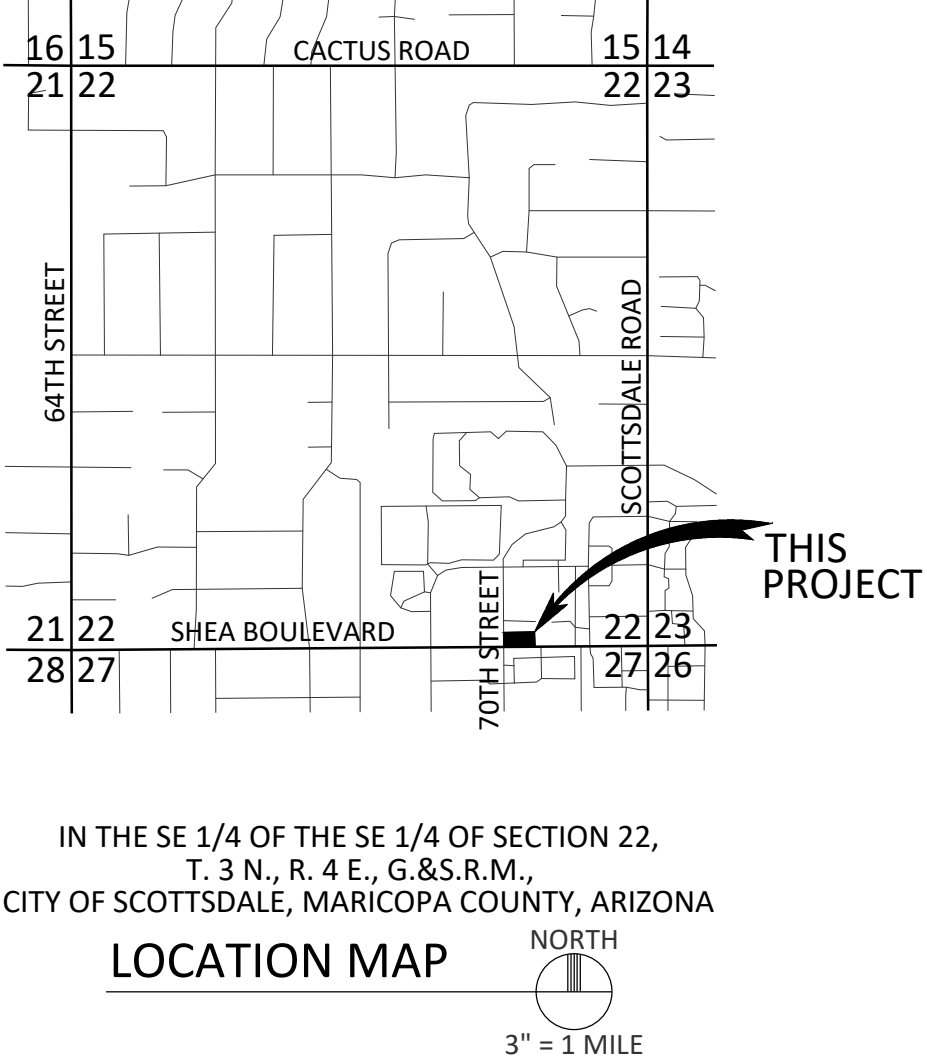 16 15
CACTUS ROAD
15 14
21 22
22 23
64TH STREET
SCOTTSDALE ROAD
THIS
PROJECT
70TH STREET
21 22
SHEA BOULEVARD
22 23
28 27
27 26
IN THE SE 1/4 OF THE SE 1/4 OF SECTION 22,
T. 3 N., R. 4 E., G.&S.R.M.,
CITY OF SCOTTSDALE, MARICOPA COUNTY, ARIZONA
LOCATION MAP
NORTH
3" = 1 MILE